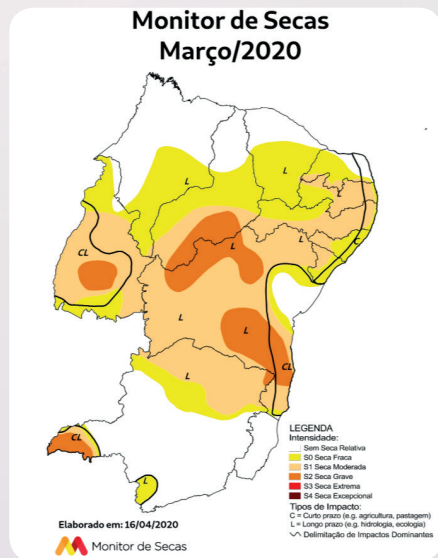 Monitor de Secas
Março/2020
L
L
L
L
CL
L
C
L
L
L
CL
L
CL
L
LEGENDA
Intensidade:
Sem Seca Relativa
S0 Seca Fraca
S1 Seca Moderada
S2 Seca Grave
S3 Seca Extrema
S4 Seca Excepcional
Tipos de Impacto:
C = Curto prazo (e.g. agricultura, pastagem)
L = Longo prazo (e.g. hidrologia, ecologia)
Delimitação de Impactos Dominantes
Elaborado em: 16/04/2020
Monitor de Secas